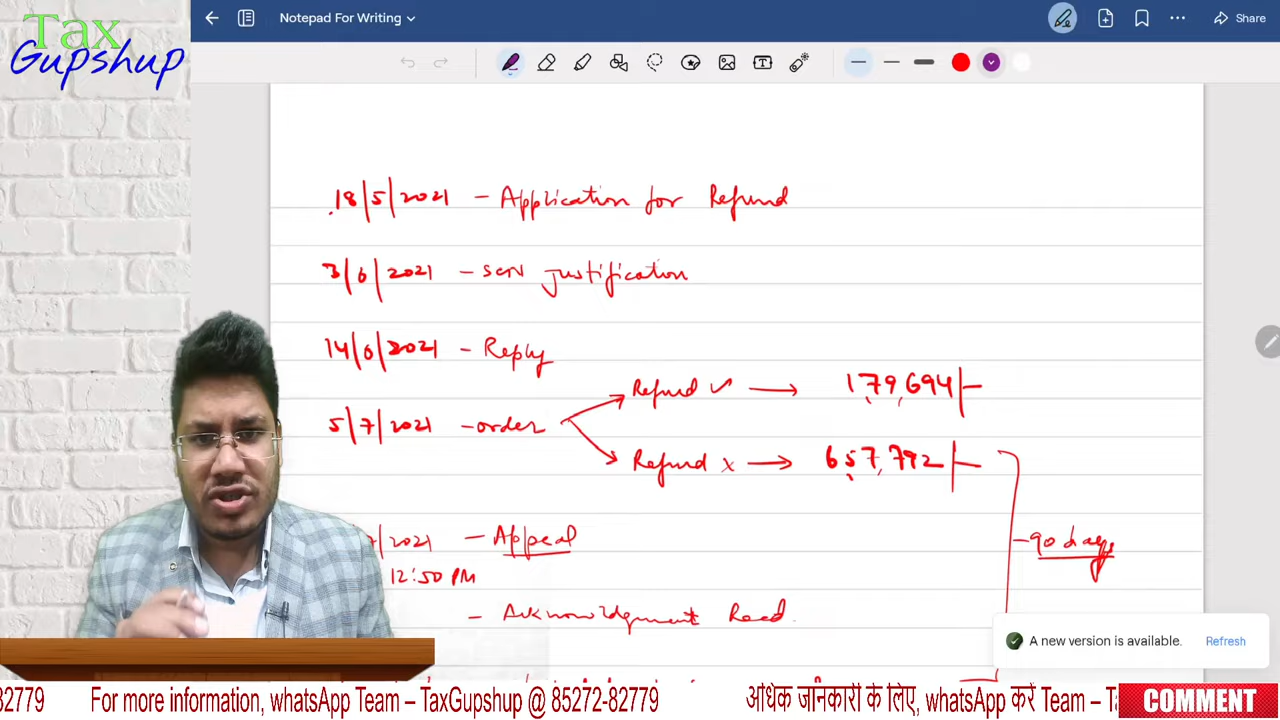 Tax
Gupshup
Notepad For Writing
Share
18/5/2021 - Application for Refund
3/6/2021 - SCN justification
14/6/2021 - Reply
Refund ✓ → 179,694/-
5/7/2021 - order
Refund x → 657,792/-
/2021 - Appeal
90 days
12:50 PM
- Acknowledgment Recd.
A new version is available. Refresh
82779 For more information, whatsApp Team – TaxGupshup @ 85272-82779 अधिक जानकारी के लिए, whatsApp करें Team – Ta
COMMENT